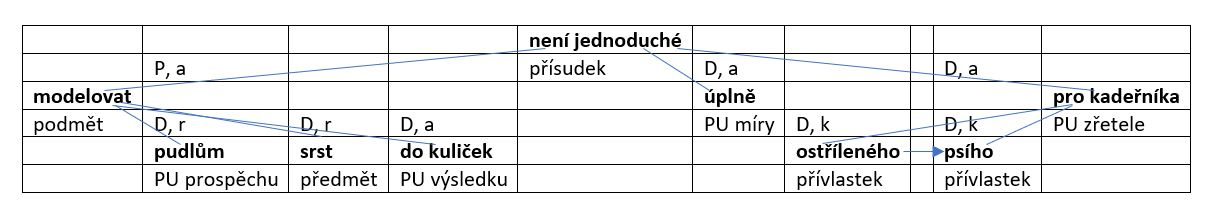 není jednoduché
P, a přísudek D, a D, a
modelovat úplně pro kadeřníka
podmět D, r D, r D, a PU míry D, k D, k PU zřetele
pudlům srst do kuliček ostříleného psího
PU prospěchu předmět PU výsledku přívlastek přívlastek